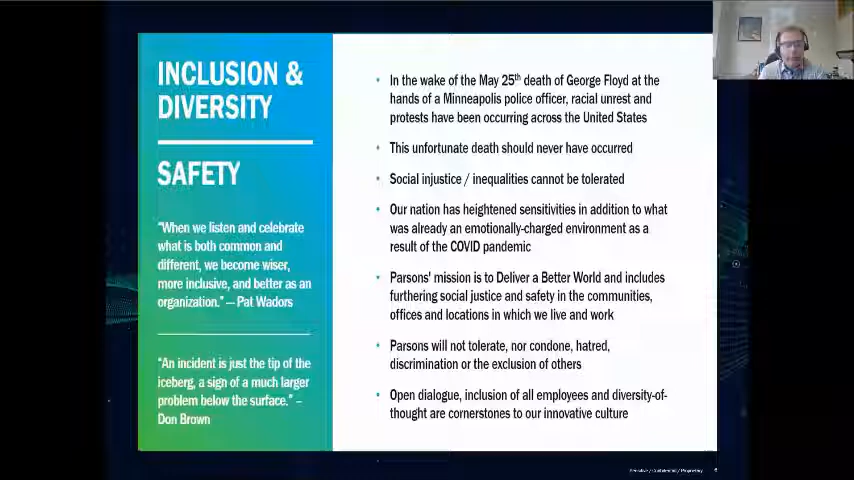 INCLUSION &
DIVERSITY
SAFETY
"When we listen and celebrate
what is both common and
different, we become wiser,
more inclusive, and better as an
organization." – Pat Wadors
"An incident is just the tip of the
iceberg, a sign of a much larger
problem below the surface." –
Don Brown
• In the wake of the May 25th death of George Floyd at the
hands of a Minneapolis police officer, racial unrest and
protests have been occurring across the United States
• This unfortunate death should never have occurred
• Social injustice / inequalities cannot be tolerated
• Our nation has heightened sensitivities in addition to what
was already an emotionally-charged environment as a
result of the COVID pandemic
• Parsons' mission is to Deliver a Better World and includes
furthering social justice and safety in the communities,
offices and locations in which we live and work
• Parsons will not tolerate, nor condone, hatred,
discrimination or the exclusion of others
• Open dialogue, inclusion of all employees and diversity-of-
thought are cornerstones to our innovative culture
Sensitive / Confidential / Proprietary